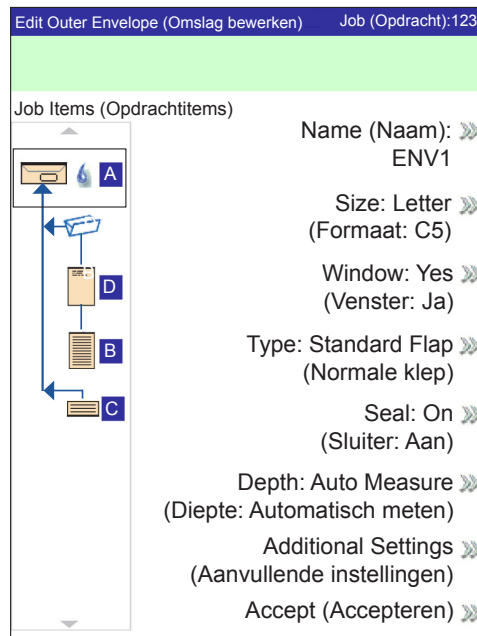 Edit Outer Envelope (Omslag bewerken) Job (Opdracht):123
Job Items (Opdrachtitems)
A
D
B
C
Name (Naam):
ENV1
Size: Letter
(Formaat: C5)
Window: Yes
(Venster: Ja)
Type: Standard Flap
(Normale klep)
Seal: On
(Sluiter: Aan)
Depth: Auto Measure
(Diepte: Automatisch meten)
Additional Settings
(Aanvullende instellingen)
Accept (Accepteren)